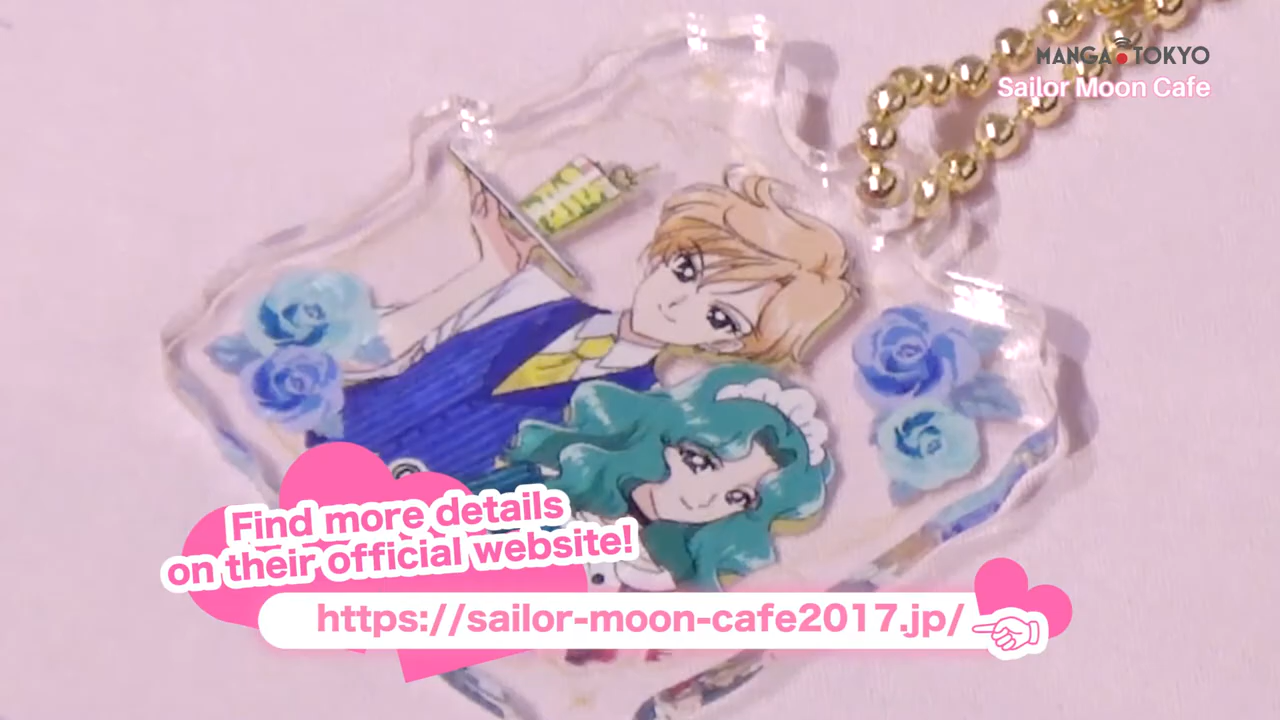 MANGA TOKYO
Sailor Moon Cafe
Find more details
on their official website!
https://sailor-moon-cafe2017.jp/